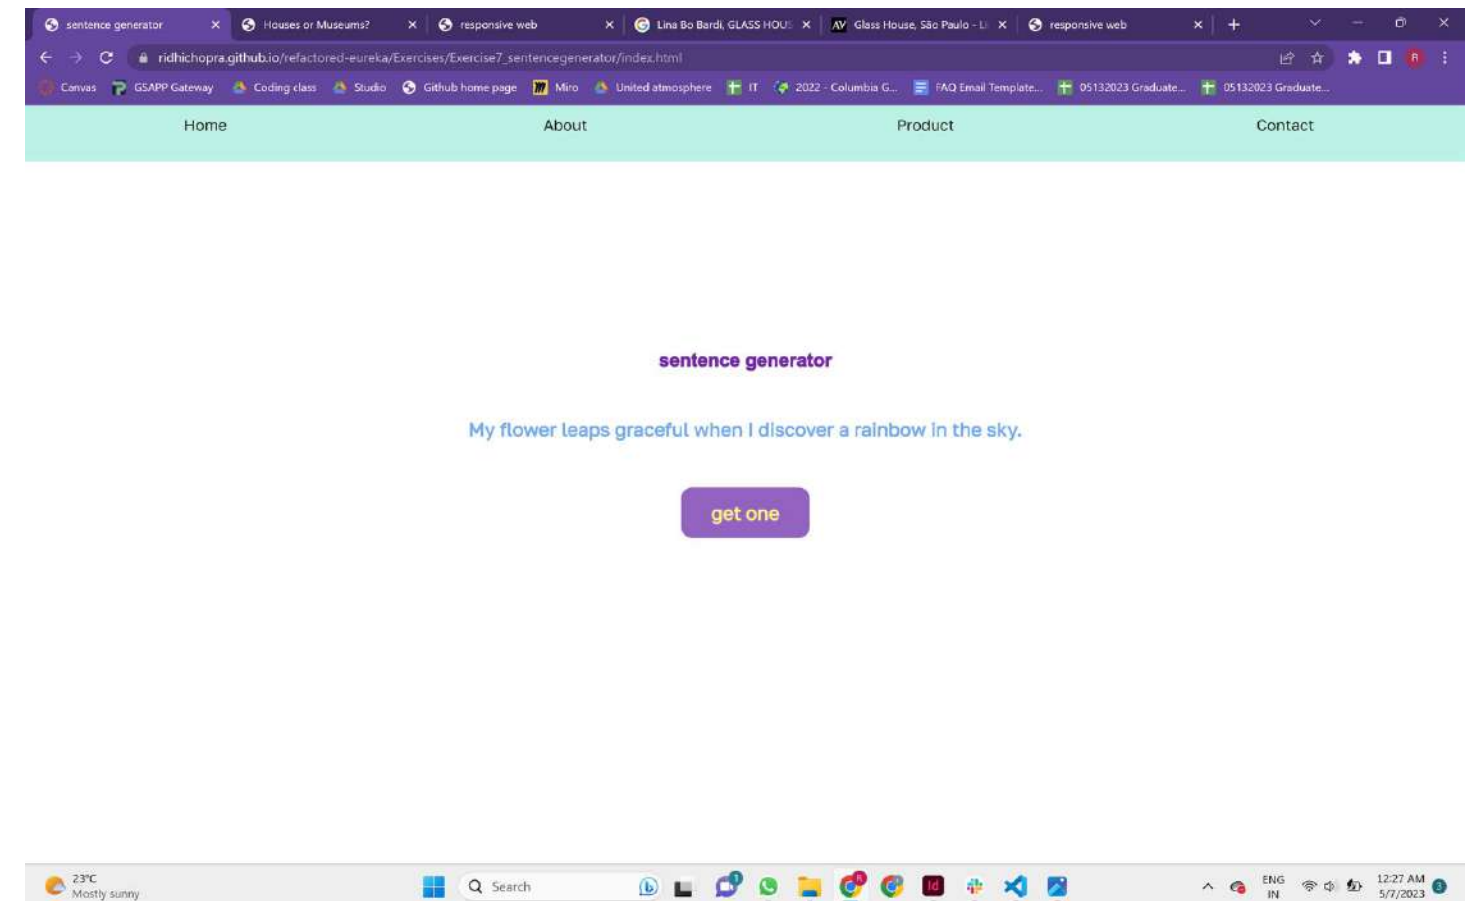 sentence generator
Houses or Museums?
responsive web
Lina Bo Bardi, GLASS HOUS
AV Glass House, São Paulo - Li
responsive web
ridhichopra.github.io/refactored-eureka/Exercises/Exercise7_sentencegenerator/index.html
R
Canvas
GSAPP Gateway
Coding class
Studio
Github home page
Miro
United atmosphere
IT
2022 - Columbia G...
FAQ Email Template...
05132023 Graduate...
05132023 Graduate...
Home
About
Product
Contact
sentence generator
My flower leaps graceful when I discover a rainbow in the sky.
get one
23°C
Mostly sunny
Search
Id
ENG
IN
12:27 AM
5/7/2023
3